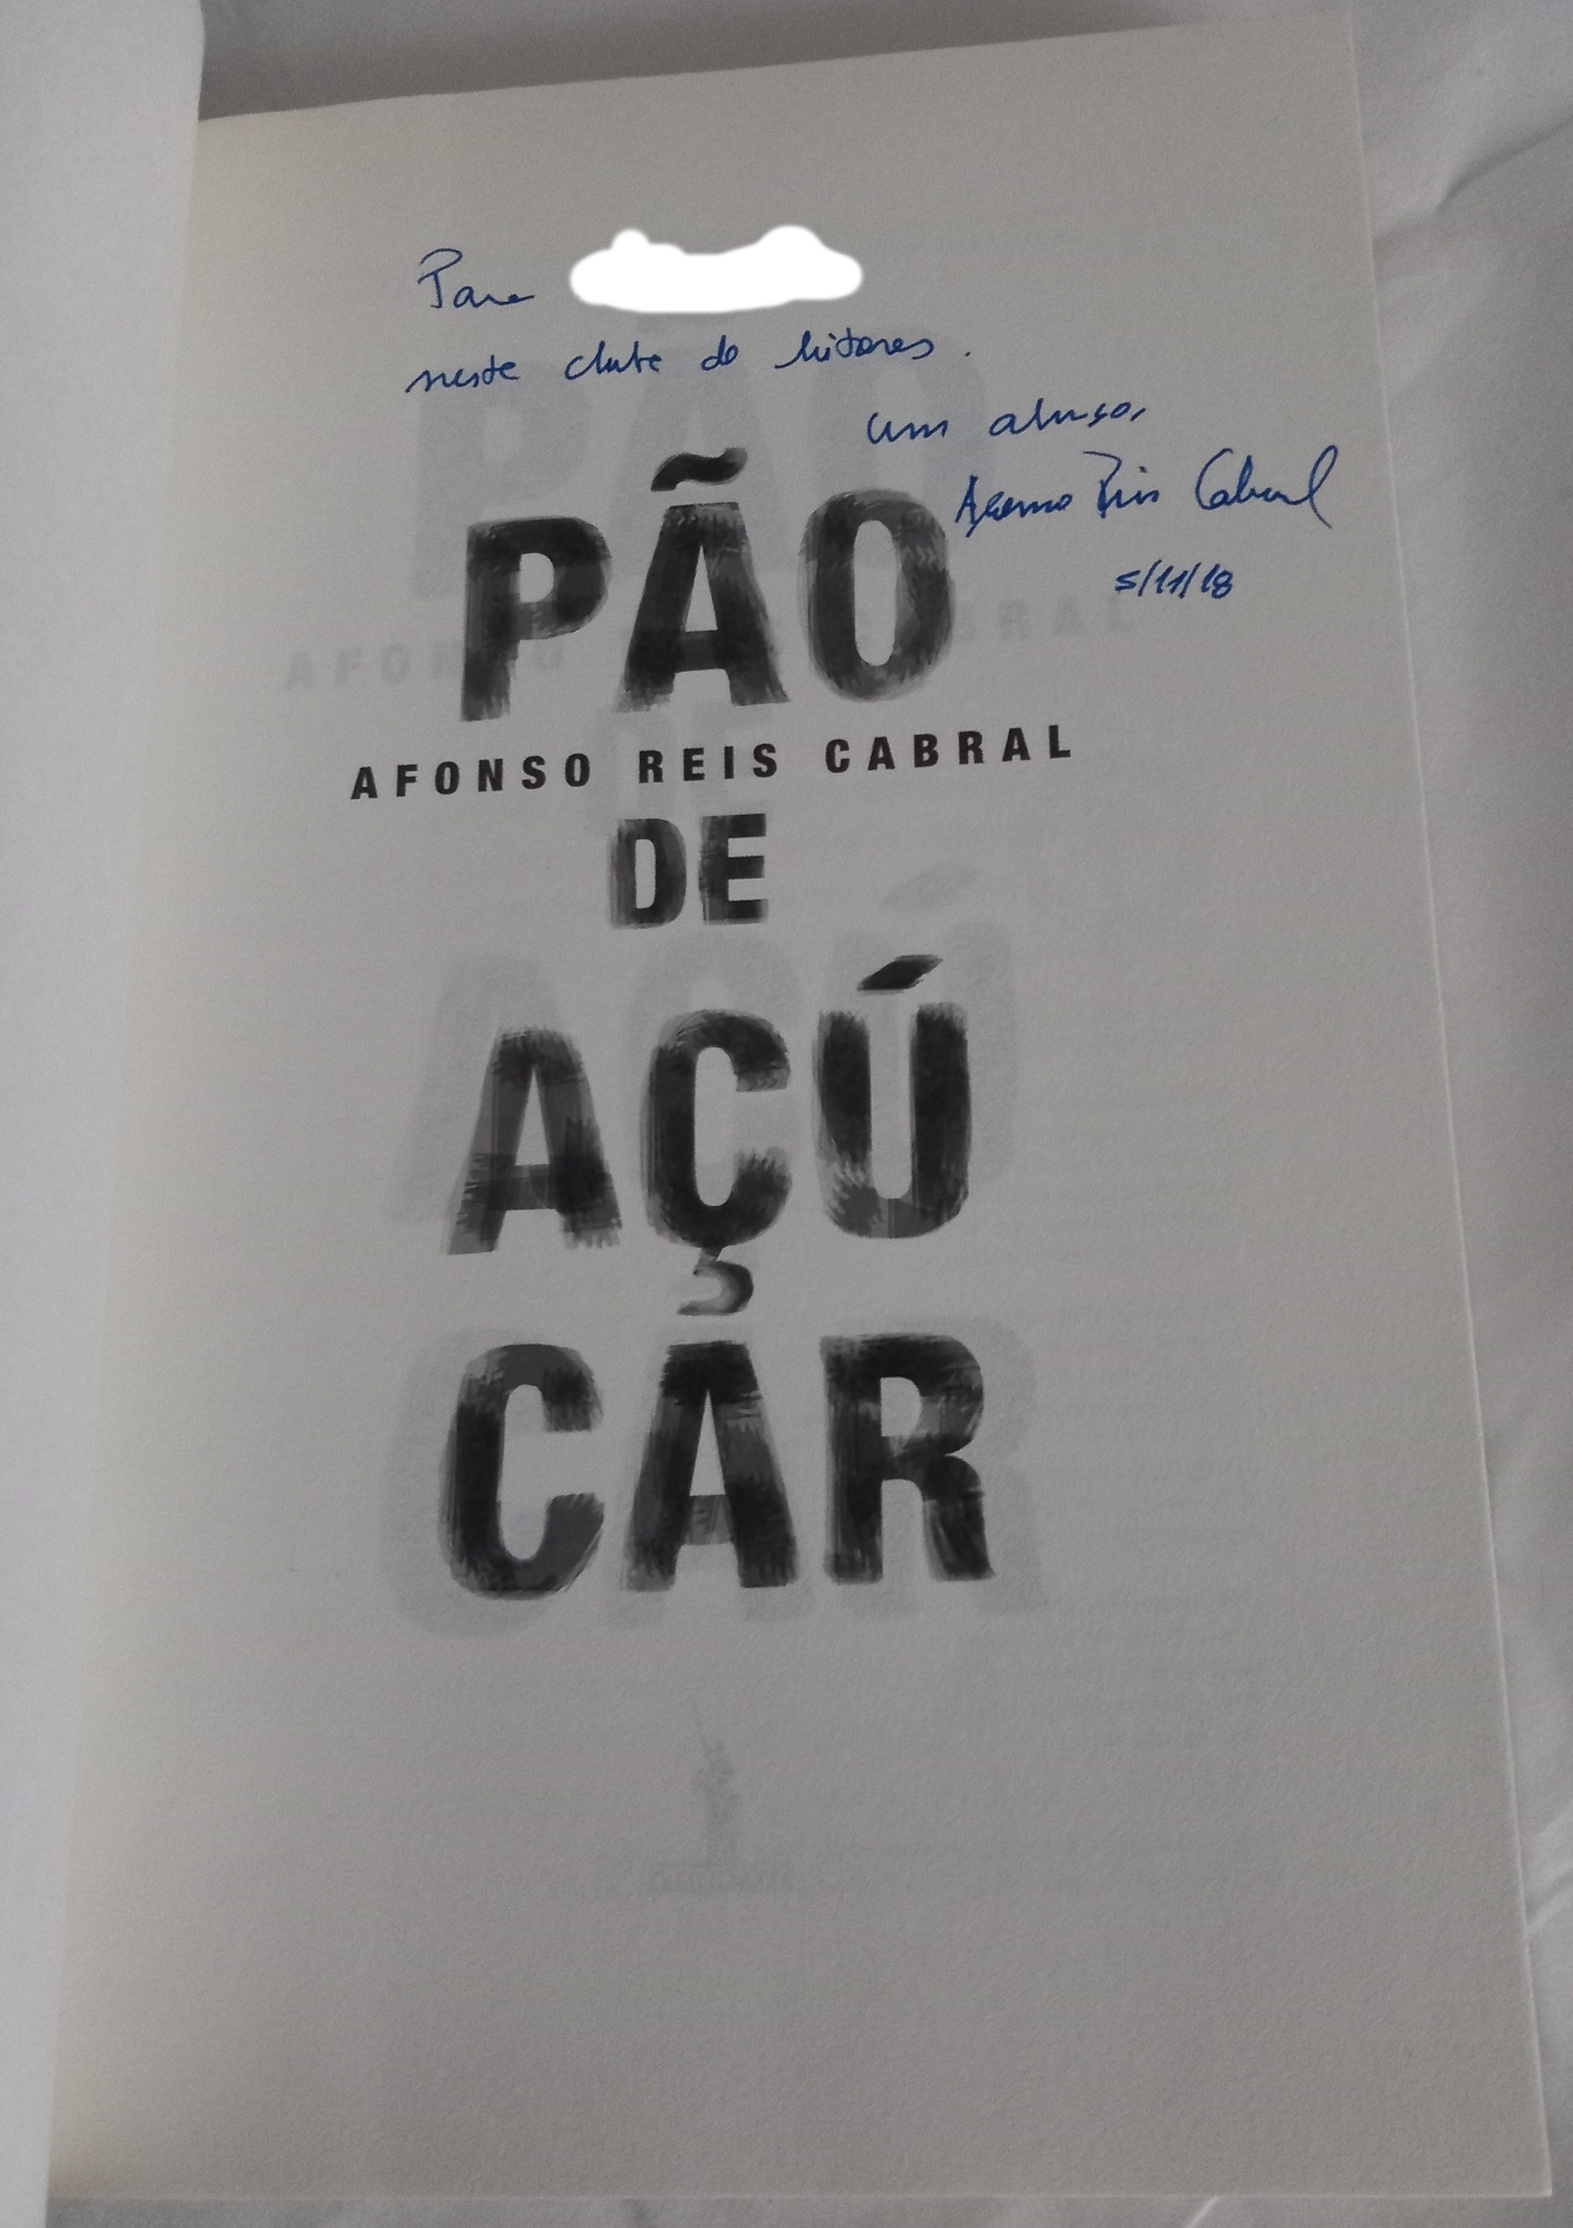 Para
neste clube de leitores.
Um abraço,
Afonso Reis Cabral
5/11/18
PÃO
AFONSO REIS CABRAL
DE
AÇÚ
CAR